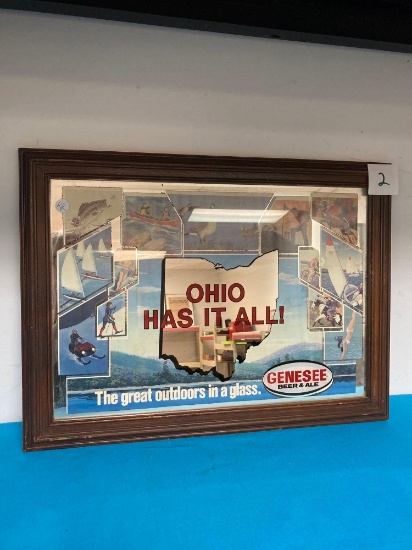 2
OHIO
HAS IT ALL!
The great outdoors in a glass.
GENESEE
BEER & ALE